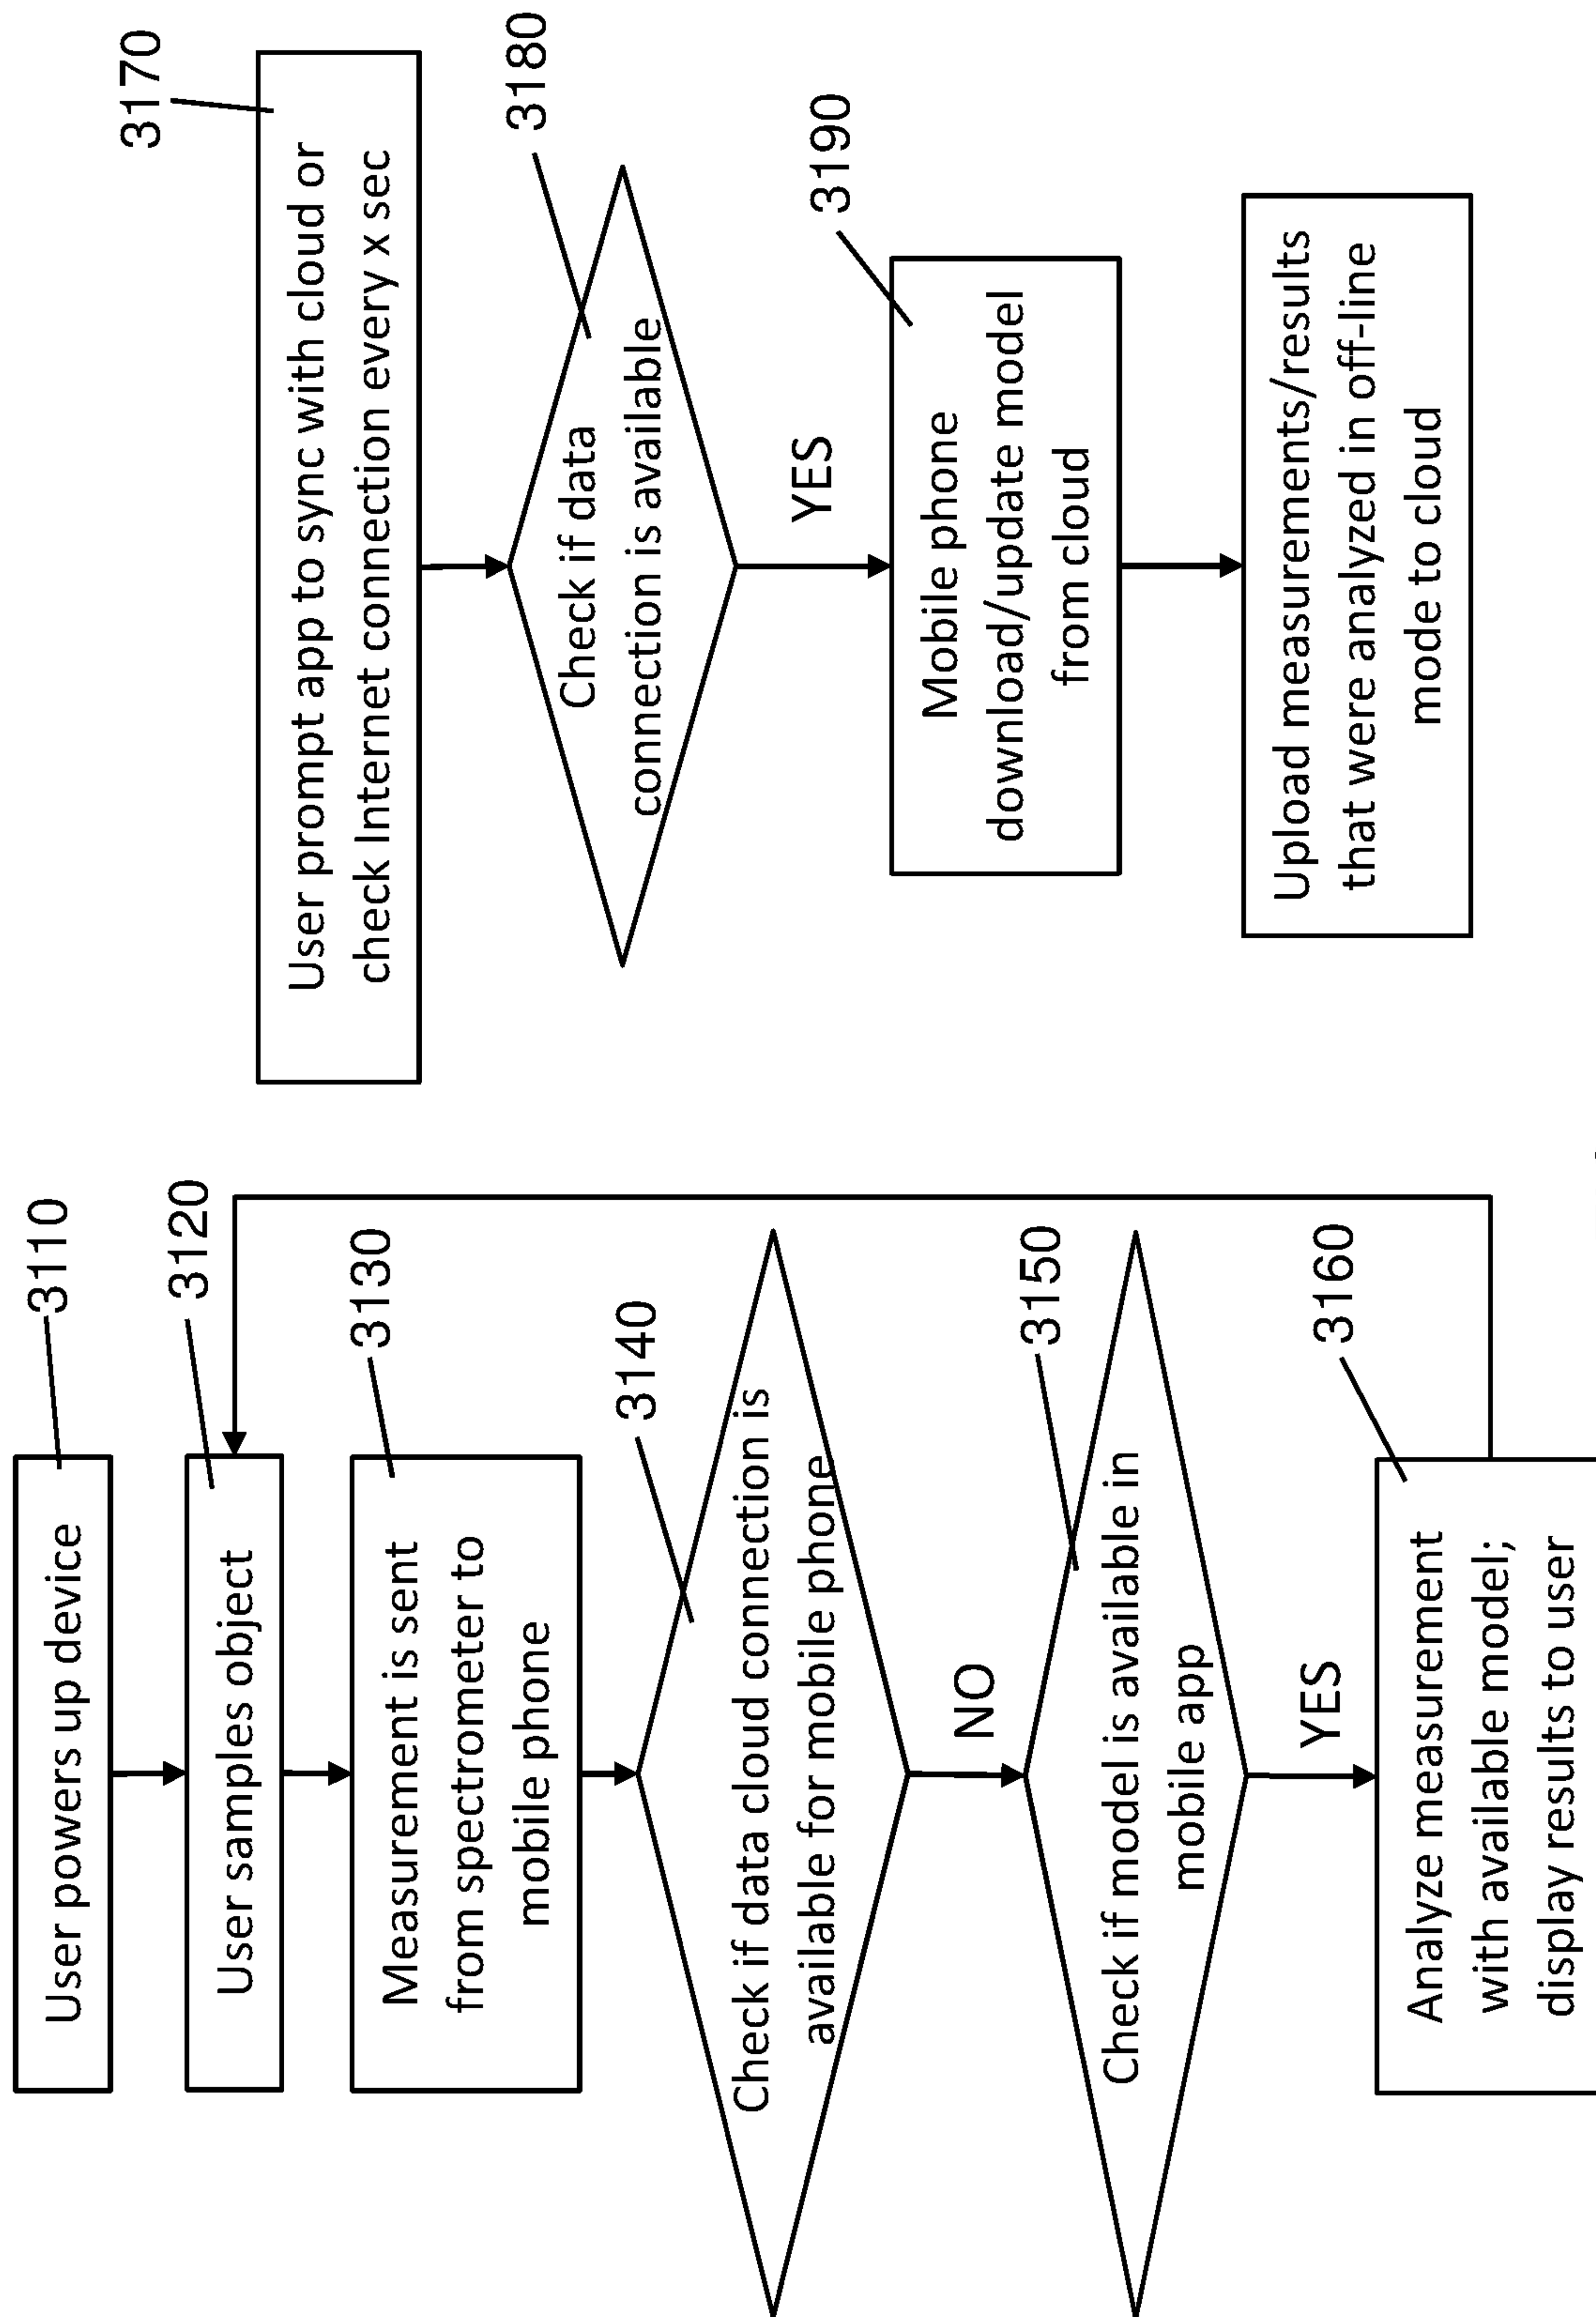 3110
User powers up device
3120
User samples object
3130
Measurement is sent
from spectrometer to
mobile phone
3140
Check if data cloud connection is
available for mobile phone
NO
3150
Check if model is available in
mobile app
YES
3160
Analyze measurement
with available model;
display results to user
3170
User prompt app to sync with cloud or
check Internet connection every x sec
3180
Check if data
connection is available
YES
3190
Mobile phone
download/update model
from cloud
Upload measurements/results
that were analyzed in off-line
mode to cloud